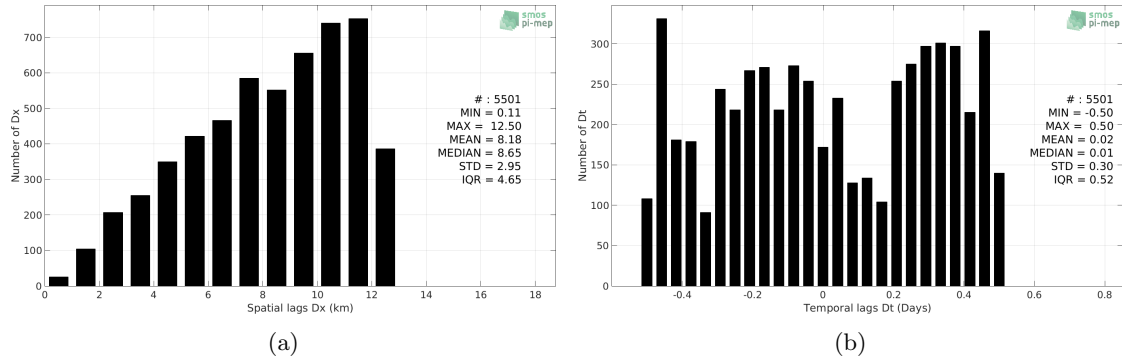 smos
pi-mep
700
600
500
400
300
200
100
0
Number of Dx
# : 5501
MIN = 0.11
MAX = 12.50
MEAN = 8.18
MEDIAN = 8.65
STD = 2.95
IQR = 4.65
0 2 4 6 8 10 12 14 16 18
Spatial lags Dx (km)
(a)
smos
pi-mep
300
250
200
150
100
50
0
Number of Dt
# : 5501
MIN = -0.50
MAX = 0.50
MEAN = 0.02
MEDIAN = 0.01
STD = 0.30
IQR = 0.52
-0.4 -0.2 0 0.2 0.4 0.6 0.8
Temporal lags Dt (Days)
(b)